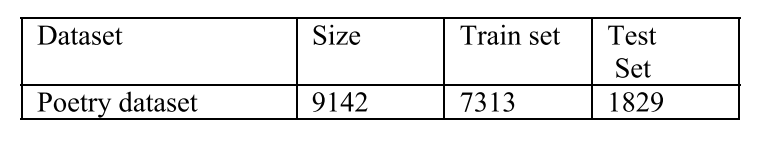 Dataset Size Train set Test
Set
Poetry dataset 9142 7313 1829